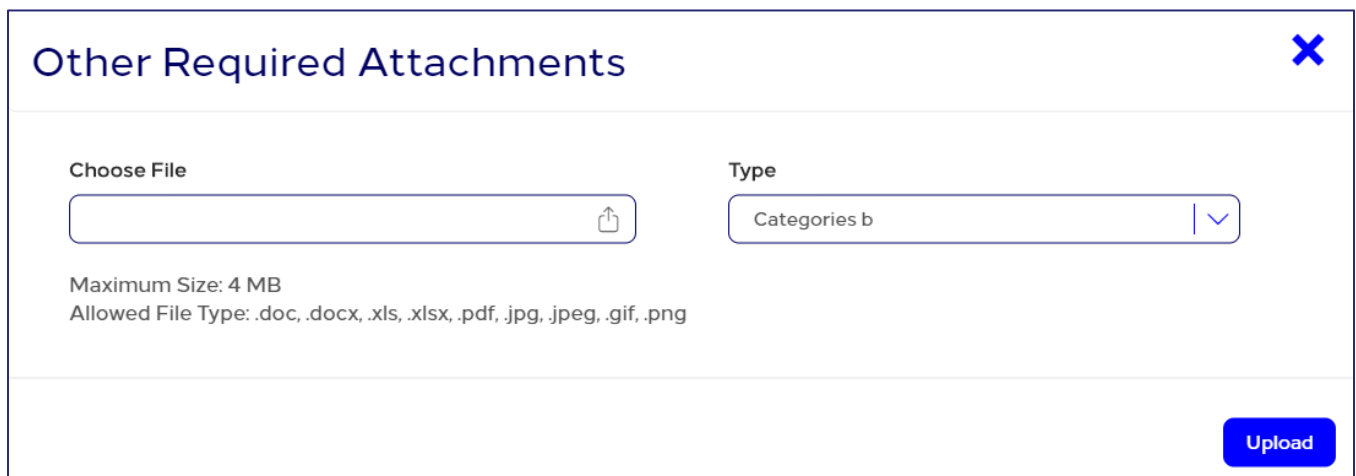 Other Required Attachments
Choose File
Type
Categories b
Maximum Size: 4 MB
Allowed File Type: .doc, .docx, .xls, .xlsx, .pdf, .jpg, .jpeg, .gif, .png
Upload